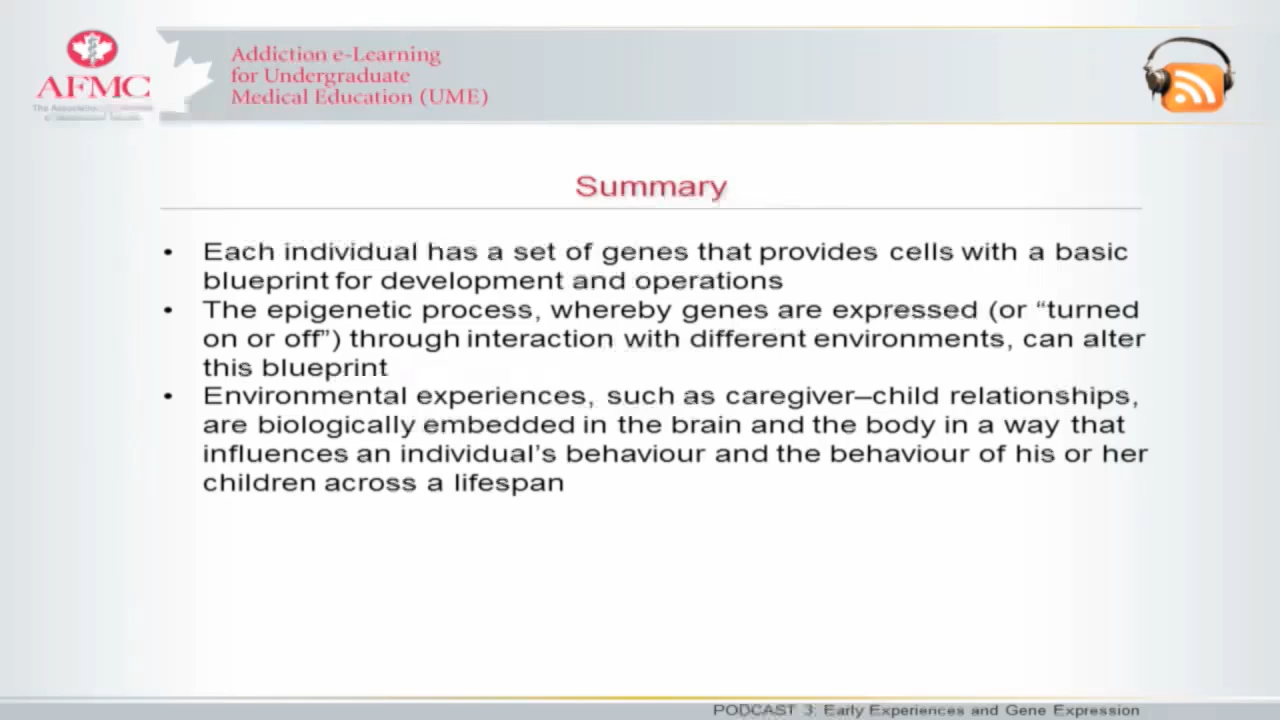 AFMC
The Association
Addiction e-Learning
for Undergraduate
Medical Education (UME)
Summary
• Each individual has a set of genes that provides cells with a basic
blueprint for development and operations
• The epigenetic process, whereby genes are expressed (or “turned
on or off”) through interaction with different environments, can alter
this blueprint
• Environmental experiences, such as caregiver–child relationships,
are biologically embedded in the brain and the body in a way that
influences an individual’s behaviour and the behaviour of his or her
children across a lifespan
PODCAST 3: Early Experiences and Gene Expression